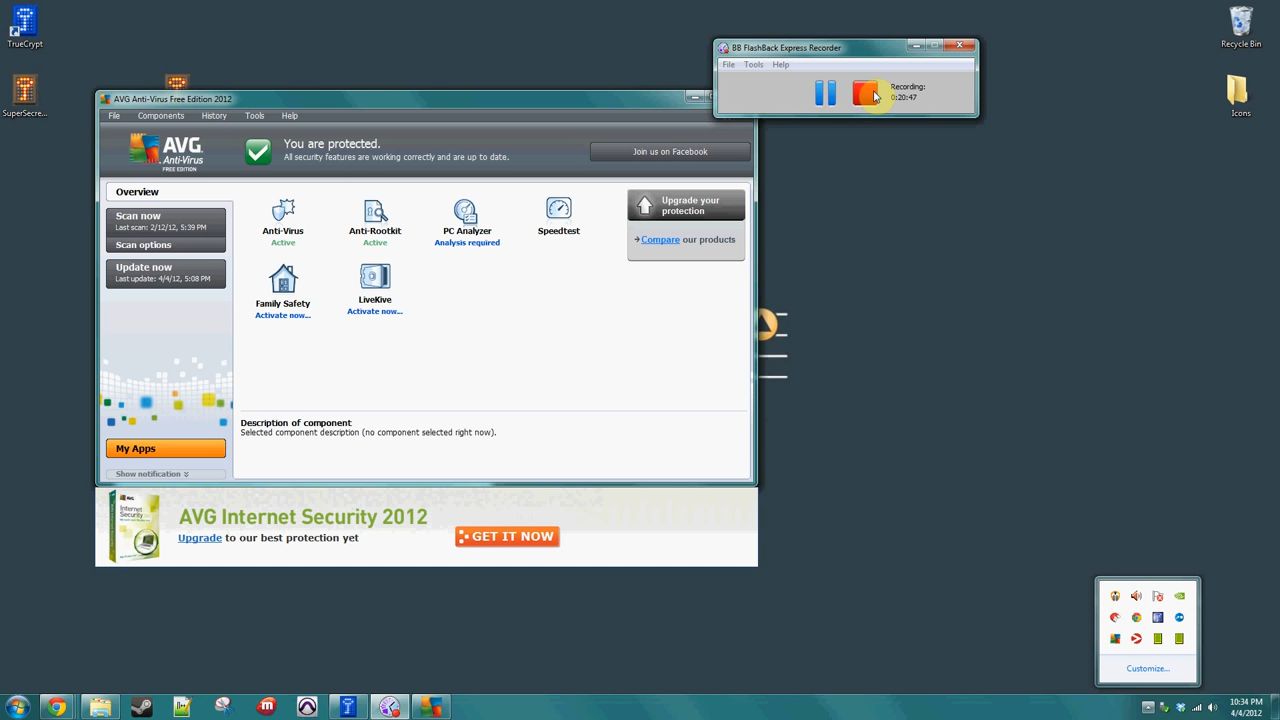 TrueCrypt
SuperSecre...
Recycle Bin
Icons
BB FlashBack Express Recorder
File Tools Help
Recording:
0:20:47
AVG Anti-Virus Free Edition 2012
File Components History Tools Help
AVG
Anti-Virus
FREE EDITION
You are protected.
All security features are working correctly and are up to date.
Join us on Facebook
Overview
Scan now
Last scan: 2/12/12, 5:39 PM
Scan options
Update now
Last update: 4/4/12, 5:08 PM
Anti-Virus
Active
Anti-Rootkit
Active
PC Analyzer
Analysis required
Speedtest
Family Safety
Activate now...
LiveKive
Activate now...
Upgrade your
protection
Compare our products
Description of component
Selected component description (no component selected right now).
My Apps
Show notification
AVG Internet Security 2012
Upgrade to our best protection yet
GET IT NOW
Internet
Security
Customize...
10:34 PM
4/4/2012